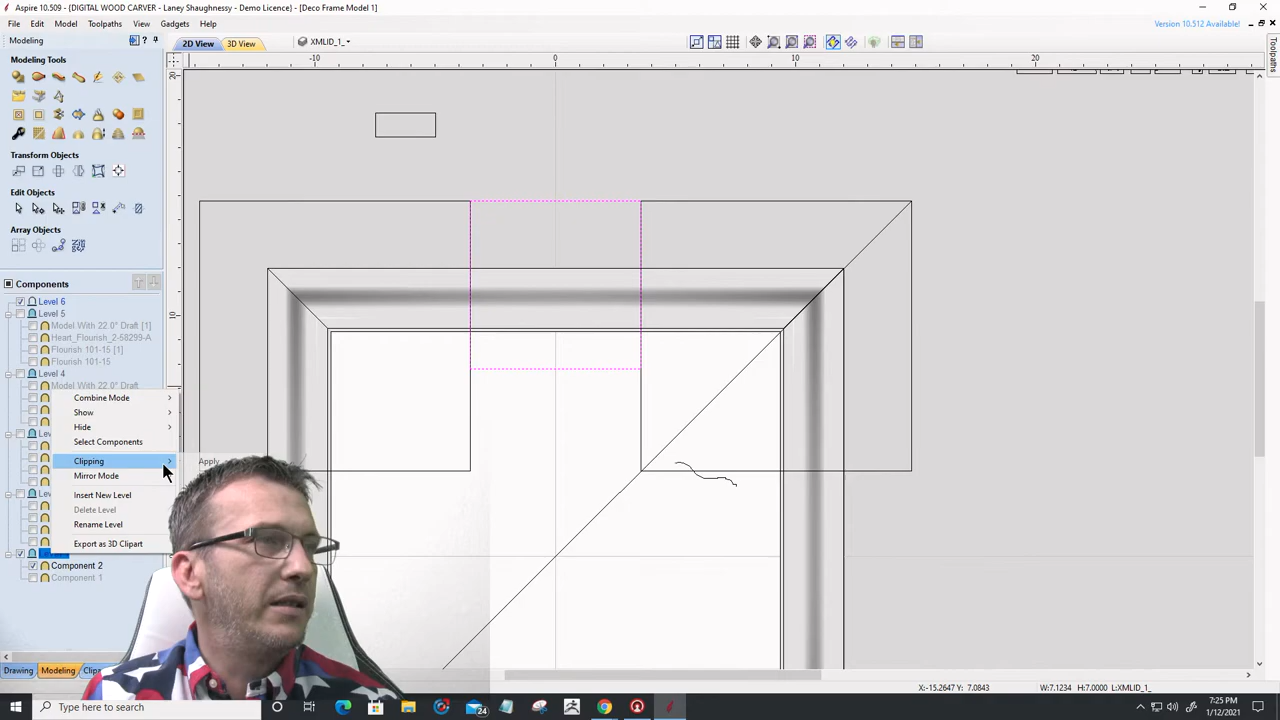 Aspire 10.509 - (DIGITAL WOOD CARVER) - Laney Shaughnessy - Demo Licence] - [Deco Frame Model 1]
File Edit Model Toolpaths View Gadgets Help
Version 10.512 Available!
Modeling
2D View 3D View XMLID_1_
Modeling Tools
-10 0 10 20
20
10
Toolpaths
Transform Objects
Edit Objects
Array Objects
Components
Level 6
Level 5
Model With 22.0° Draft [1]
Heart_Flourish_2-58299-A
Flourish 101-15 [1]
Flourish 101-15
Level 4
Model With 22.0° Draft
Combine Mode
Show
Hide
Select Components
Clipping
Apply
Mirror Mode
Insert New Level
Delete Level
Rename Level
Export as 3D Clipart
Component 2
Component 1
Drawing Modeling
X:-15.2647 Y: 7.0843 W:7.1234 H:7.0000 L:XMLID_1_
Type here to search
24
7:25 PM
1/12/2021